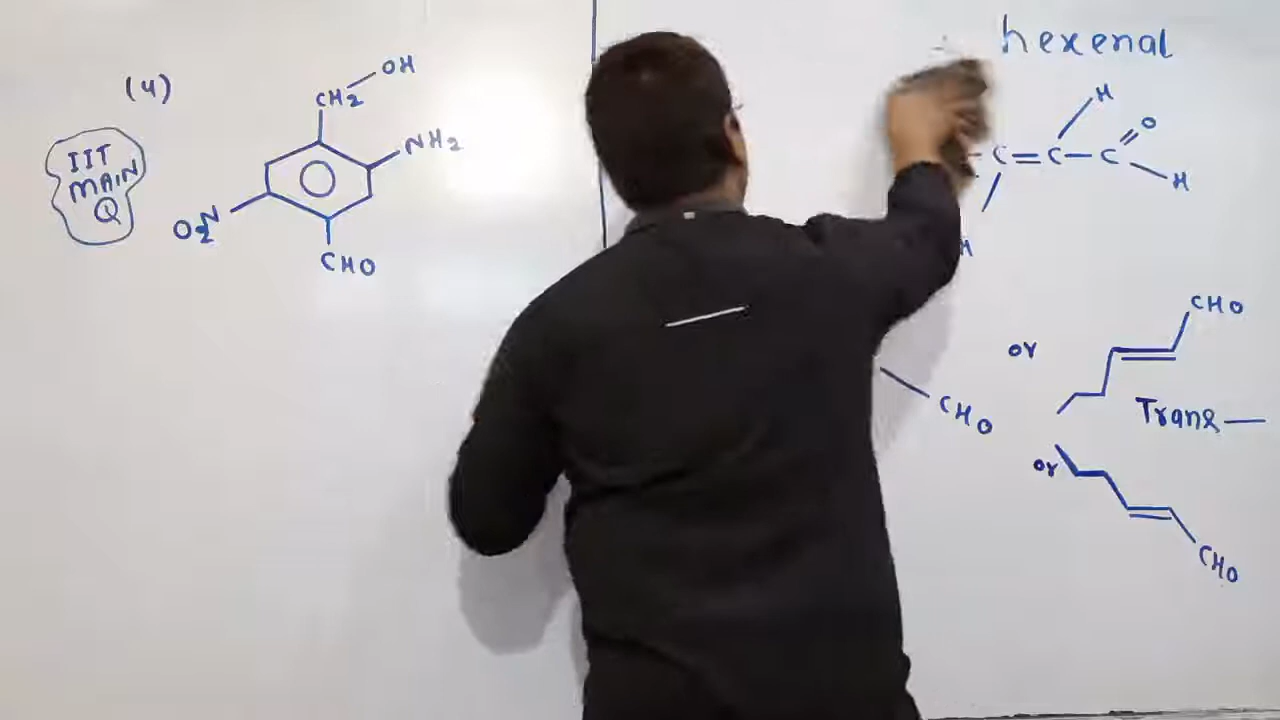 (4)
IIT
MAIN
Q
OH
CH2
NH2
O2N
CHO
hexenal
H
C = C - C
O
H
H
CHO
or
CHO
Trans -
or
CHO